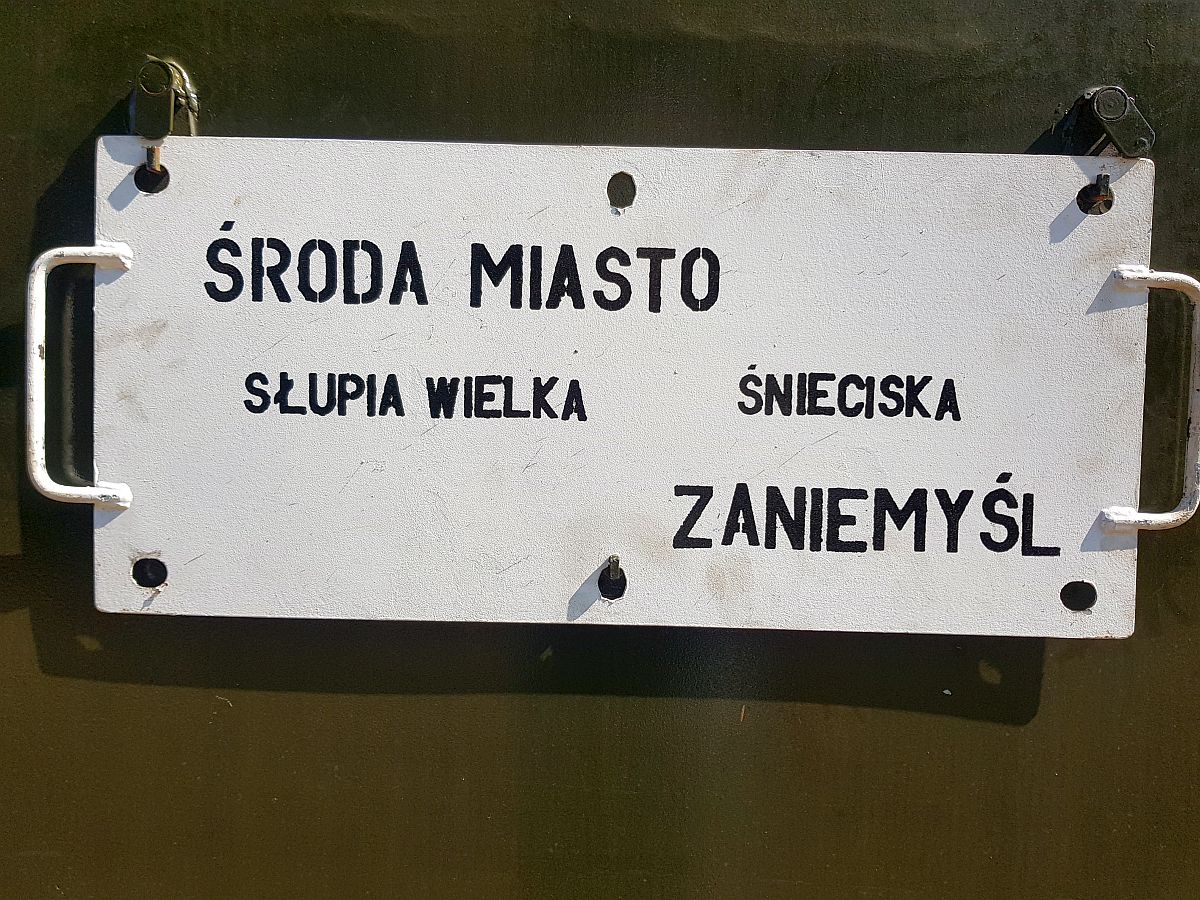 ŚRODA MIASTO
SŁUPIA WIELKA ŚNIECISKA
ZANIEMYŚL